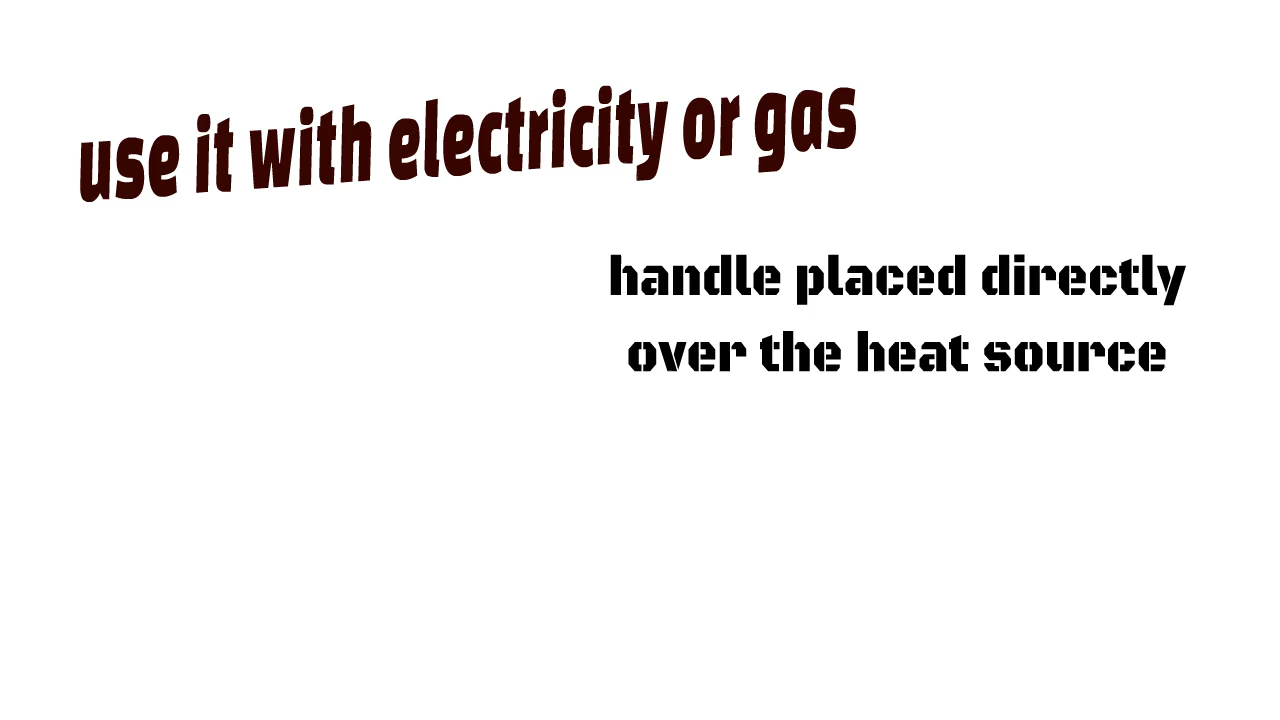 use it with electricity or gas
handle placed directly
over the heat source